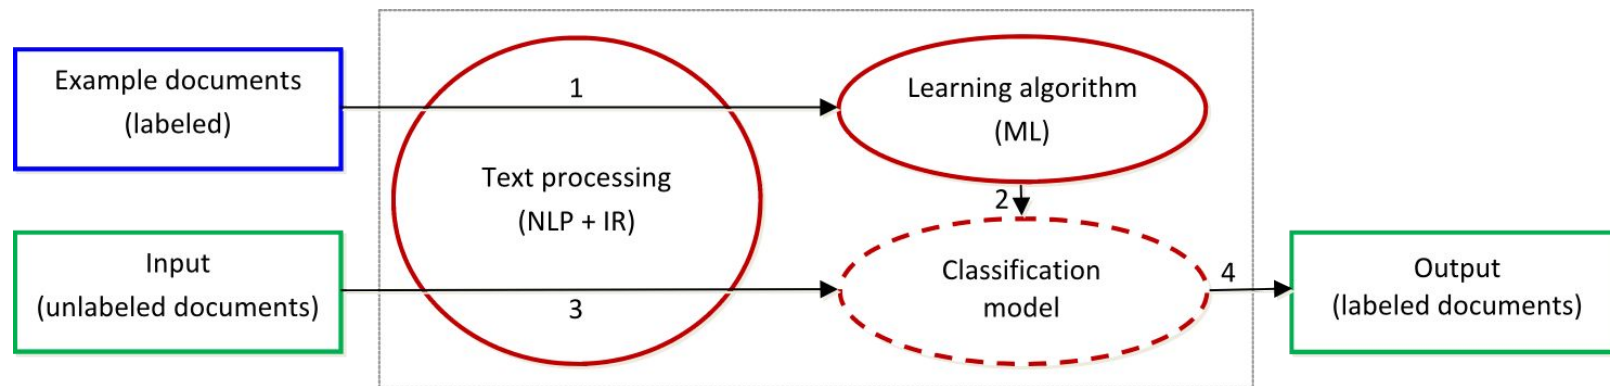 Example documents
(labeled)
1
Learning algorithm
(ML)
Text processing
(NLP + IR)
2
Input
(unlabeled documents)
3
Classification
model
4
Output
(labeled documents)